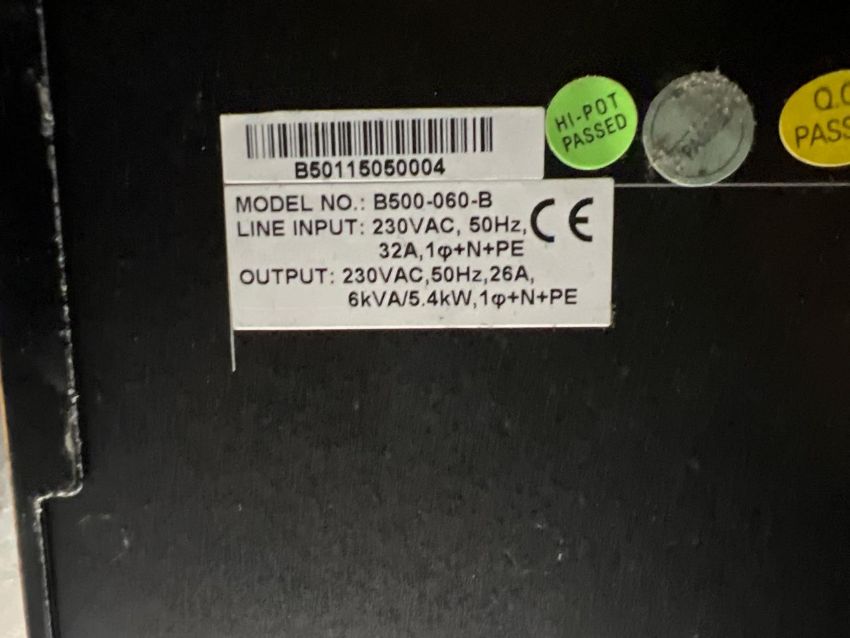 B50115050004
MODEL NO.: B500-060-B
LINE INPUT: 230VAC, 50Hz,
32A,1φ+N+PE
CE
OUTPUT: 230VAC,50Hz,26A,
6kVA/5.4kW,1φ+N+PE
HI-POT
PASSED